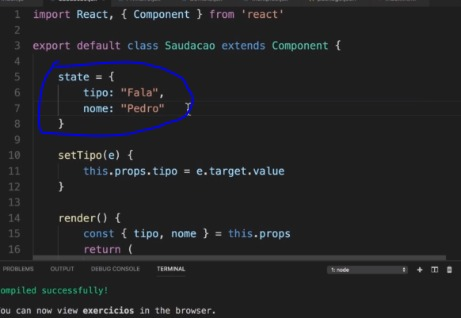 1 import React, { Component } from 'react'
2
3 export default class Saudacao extends Component {
4
5 state = {
6 tipo: "Fala",
7 nome: "Pedro"
8 }
9
10 setTipo(e) {
11 this.props.tipo = e.target.value
12 }
13
14 render() {
15 const { tipo, nome } = this.props
16 return (
PROBLEMS OUTPUT DEBUG CONSOLE TERMINAL 1: node
ompiled successfully!
ou can now view exercicios in the browser.